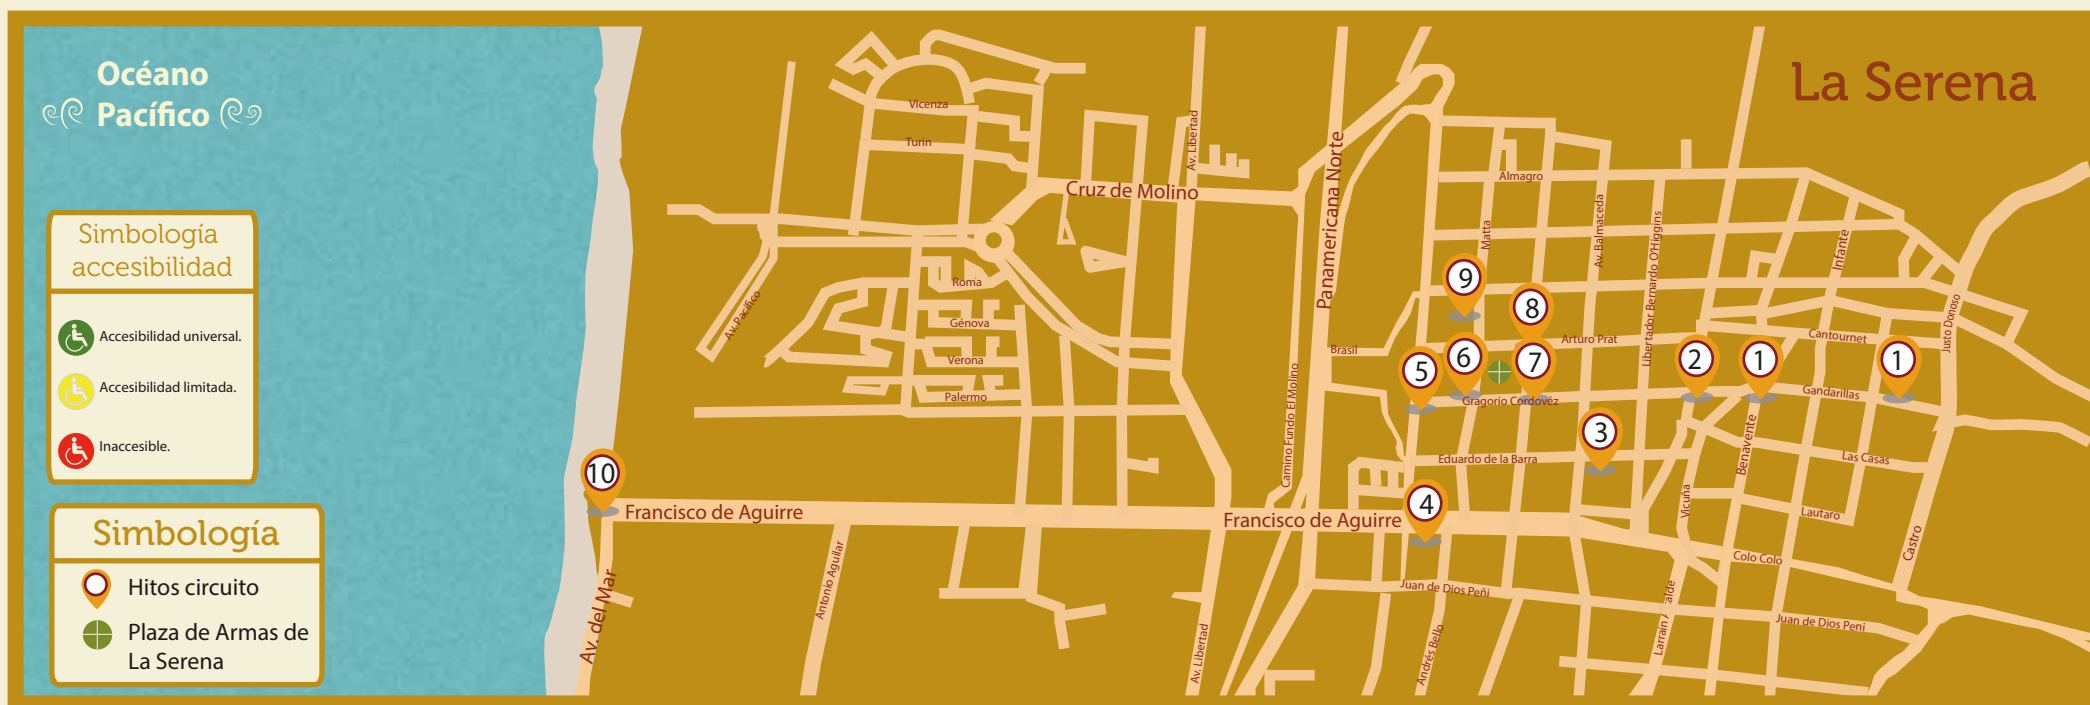 Océano
Pacífico
La Serena
Simbología
accesibilidad
Accesibilidad universal.
Accesibilidad limitada.
Inaccesible.
Simbología
Hitos circuito
Plaza de Armas de
La Serena
Vicenza
Turin
Av. Libertad
Cruz de Molino
Panamericana Norte
Almagro
Matta
Av. Balmaceda
Libertador Bernardo O'Higgins
Infante
Justo Donoso
Av. Pacífico
Roma
Génova
Verona
Palermo
Brasil
Arturo Prat
Cantournet
Gandarillas
Gragorio Cordovéz
9
8
5
6
7
2
1
1
3
4
10
Camino Fundo El Molino
Eduardo de la Barra
Benavente
Las Casas
Vicuña
Lautaro
Castro
Francisco de Aguirre
Francisco de Aguirre
Colo Colo
Av. del Mar
Antonio Aguilar
Av. Libertad
Juan de Dios Peñi
Andrés Bello
Larrain
Juan de Dios Peni